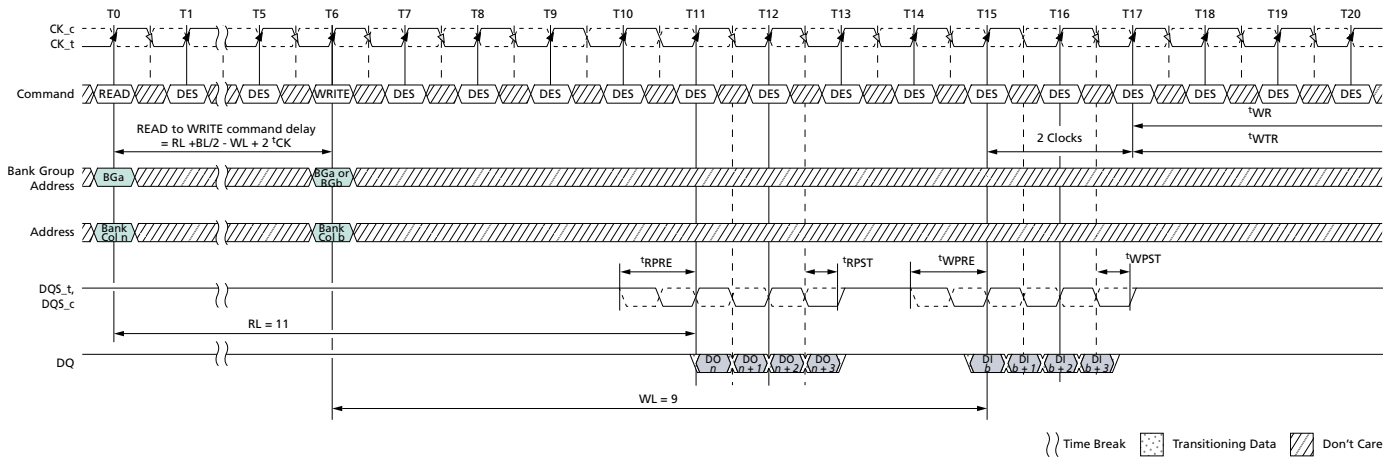 T0 T1 T5 T6 T7 T8 T9 T10 T11 T12 T13 T14 T15 T16 T17 T18 T19 T20
CK_c
CK_t
Command READ DES DES WRITE DES DES DES DES DES DES DES DES DES DES DES DES DES DES
tWR
READ to WRITE command delay
= RL +BL/2 - WL + 2 tCK
2 Clocks
tWTR
Bank Group
Address
BGa
BGa or
BGb
Address
Bank
Col n
Bank
Col b
tRPRE tRPST tWPRE tWPST
DQS_t,
DQS_c
RL = 11
DQ
DO
n
DO
n + 1
DO
n + 2
DO
n + 3
DI
b
DI
b + 1
DI
b + 2
DI
b + 3
WL = 9
Time Break Transitioning Data Don't Care